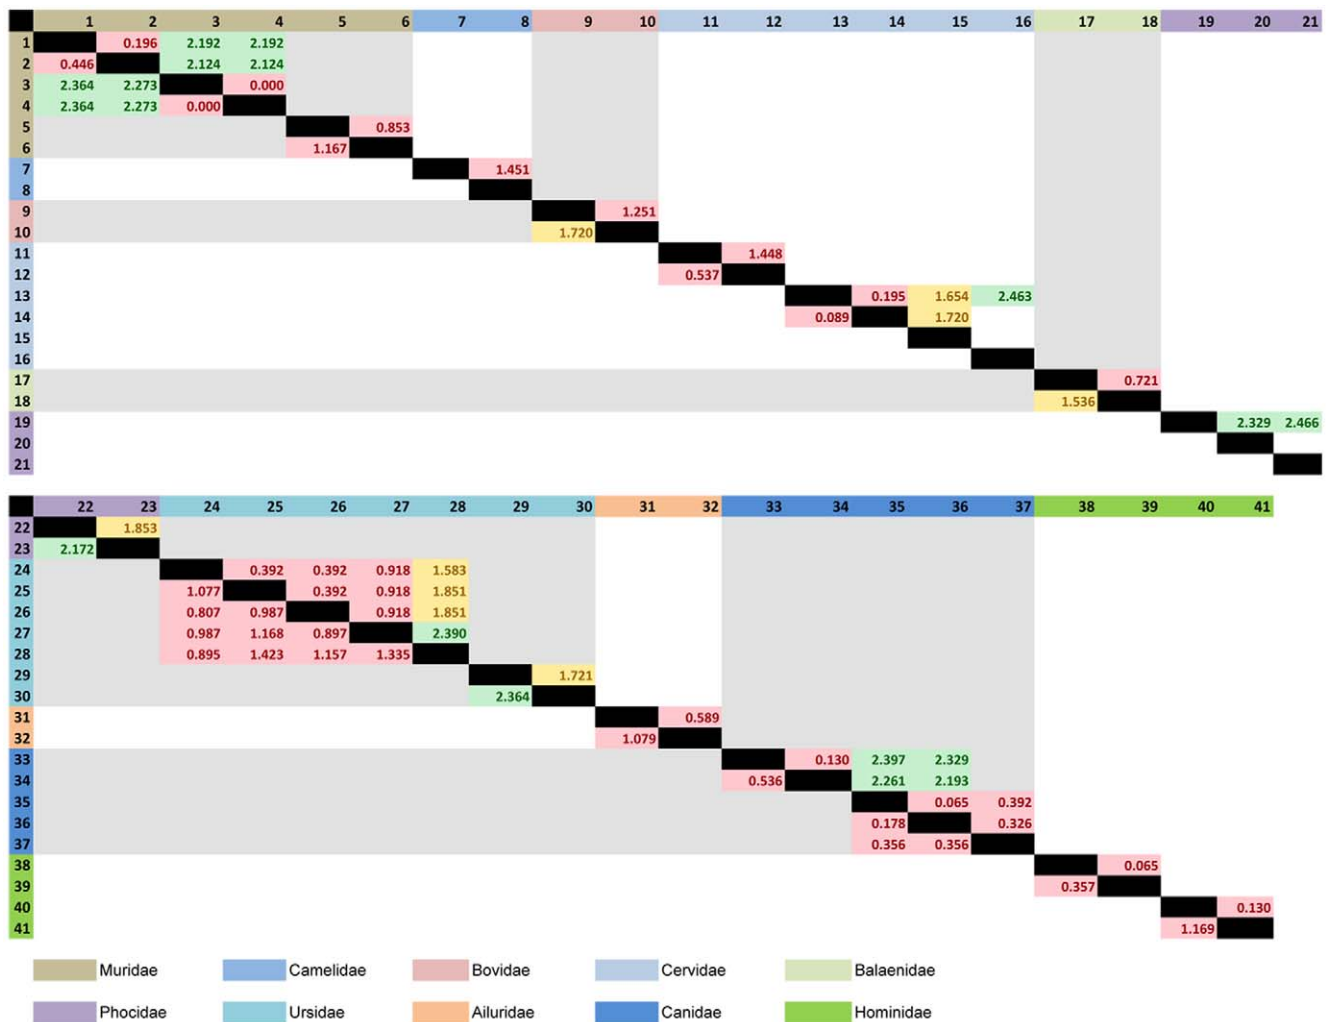 1 2 3 4 5 6 7 8 9 10 11 12 13 14 15 16 17 18 19 20 21
1 0.196 2.192 2.192
2 0.446 2.124 2.124
3 2.364 2.273 0.000
4 2.364 2.273 0.000
5 0.853
6 1.167
7 1.451
8
9 1.251
10 1.720
11 1.448
12 0.537
13 0.195 1.654 2.463
14 0.089 1.720
15
16
17 0.721
18 1.536
19 2.329 2.466
20
21
22 23 24 25 26 27 28 29 30 31 32 33 34 35 36 37 38 39 40 41
22 1.853
23 2.172
24 0.392 0.392 0.918 1.583
25 1.077 0.392 0.918 1.851
26 0.807 0.987 0.918 1.851
27 0.987 1.168 0.897 2.390
28 0.895 1.423 1.157 1.335
29 1.721
30 2.364
31 0.589
32 1.079
33 0.130 2.397 2.329
34 0.536 2.261 2.193
35 0.065 0.392
36 0.178 0.326
37 0.356 0.356
38 0.065
39 0.357
40 0.130
41 1.169
Muridae Camelidae Bovidae Cervidae Balaenidae
Phocidae Ursidae Ailuridae Canidae Hominidae